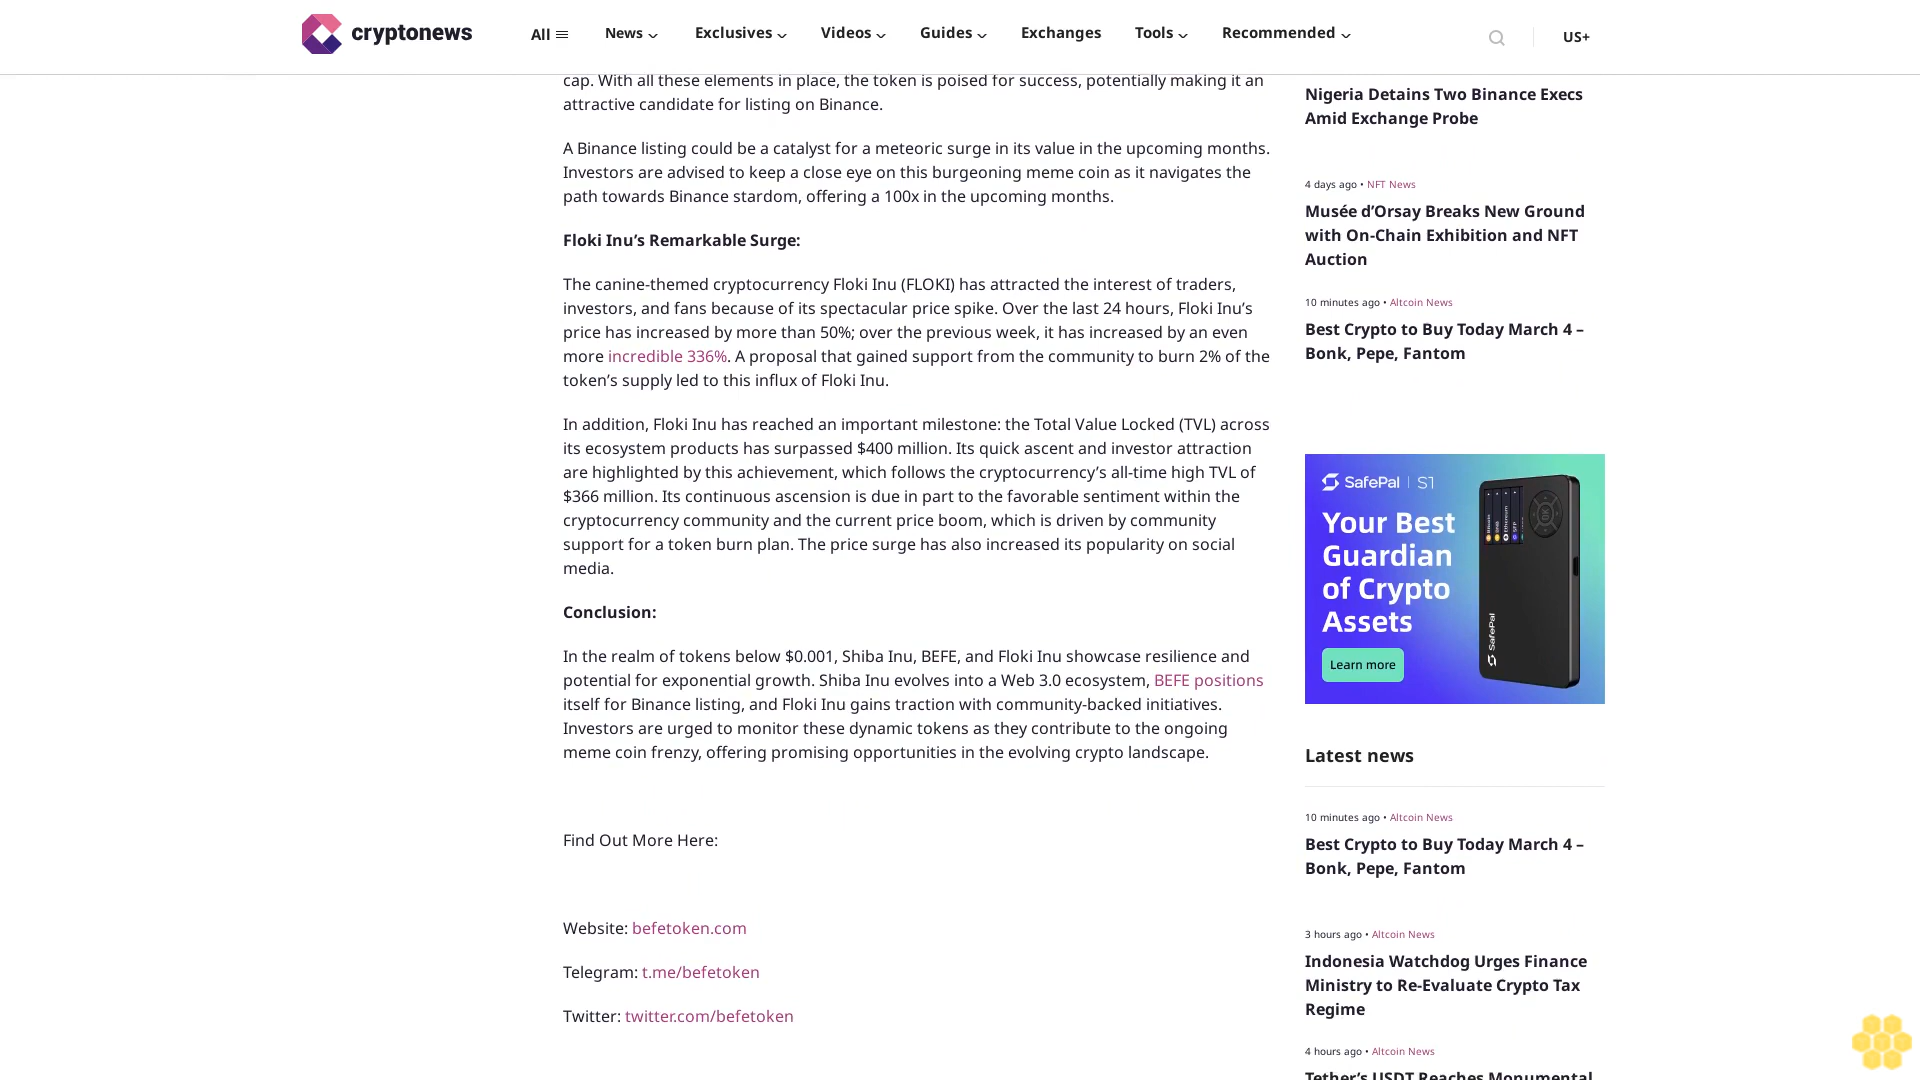 cryptonews
All
News
Exclusives
Videos
Guides
Exchanges
Tools
Recommended
US+
cap. With all these elements in place, the token is poised for success, potentially making it an
attractive candidate for listing on Binance.
A Binance listing could be a catalyst for a meteoric surge in its value in the upcoming months.
Investors are advised to keep a close eye on this burgeoning meme coin as it navigates the
path towards Binance stardom, offering a 100x in the upcoming months.
Floki Inu’s Remarkable Surge:
The canine-themed cryptocurrency Floki Inu (FLOKI) has attracted the interest of traders,
investors, and fans because of its spectacular price spike. Over the last 24 hours, Floki Inu’s
price has increased by more than 50%; over the previous week, it has increased by an even
more incredible 336%. A proposal that gained support from the community to burn 2% of the
token’s supply led to this influx of Floki Inu.
In addition, Floki Inu has reached an important milestone: the Total Value Locked (TVL) across
its ecosystem products has surpassed $400 million. Its quick ascent and investor attraction
are highlighted by this achievement, which follows the cryptocurrency’s all-time high TVL of
$366 million. Its continuous ascension is due in part to the favorable sentiment within the
cryptocurrency community and the current price boom, which is driven by community
support for a token burn plan. The price surge has also increased its popularity on social
media.
Conclusion:
In the realm of tokens below $0.001, Shiba Inu, BEFE, and Floki Inu showcase resilience and
potential for exponential growth. Shiba Inu evolves into a Web 3.0 ecosystem, BEFE positions
itself for Binance listing, and Floki Inu gains traction with community-backed initiatives.
Investors are urged to monitor these dynamic tokens as they contribute to the ongoing
meme coin frenzy, offering promising opportunities in the evolving crypto landscape.
Find Out More Here:
Website: befetoken.com
Telegram: t.me/befetoken
Twitter: twitter.com/befetoken
Nigeria Detains Two Binance Execs
Amid Exchange Probe
4 days ago • NFT News
Musée d’Orsay Breaks New Ground
with On-Chain Exhibition and NFT
Auction
10 minutes ago • Altcoin News
Best Crypto to Buy Today March 4 –
Bonk, Pepe, Fantom
SafePal | S1
Your Best
Guardian
of Crypto
Assets
Learn more
SafePal
Latest news
10 minutes ago • Altcoin News
Best Crypto to Buy Today March 4 –
Bonk, Pepe, Fantom
3 hours ago • Altcoin News
Indonesia Watchdog Urges Finance
Ministry to Re-Evaluate Crypto Tax
Regime
4 hours ago • Altcoin News
Tether’s USDT Reaches Monumental